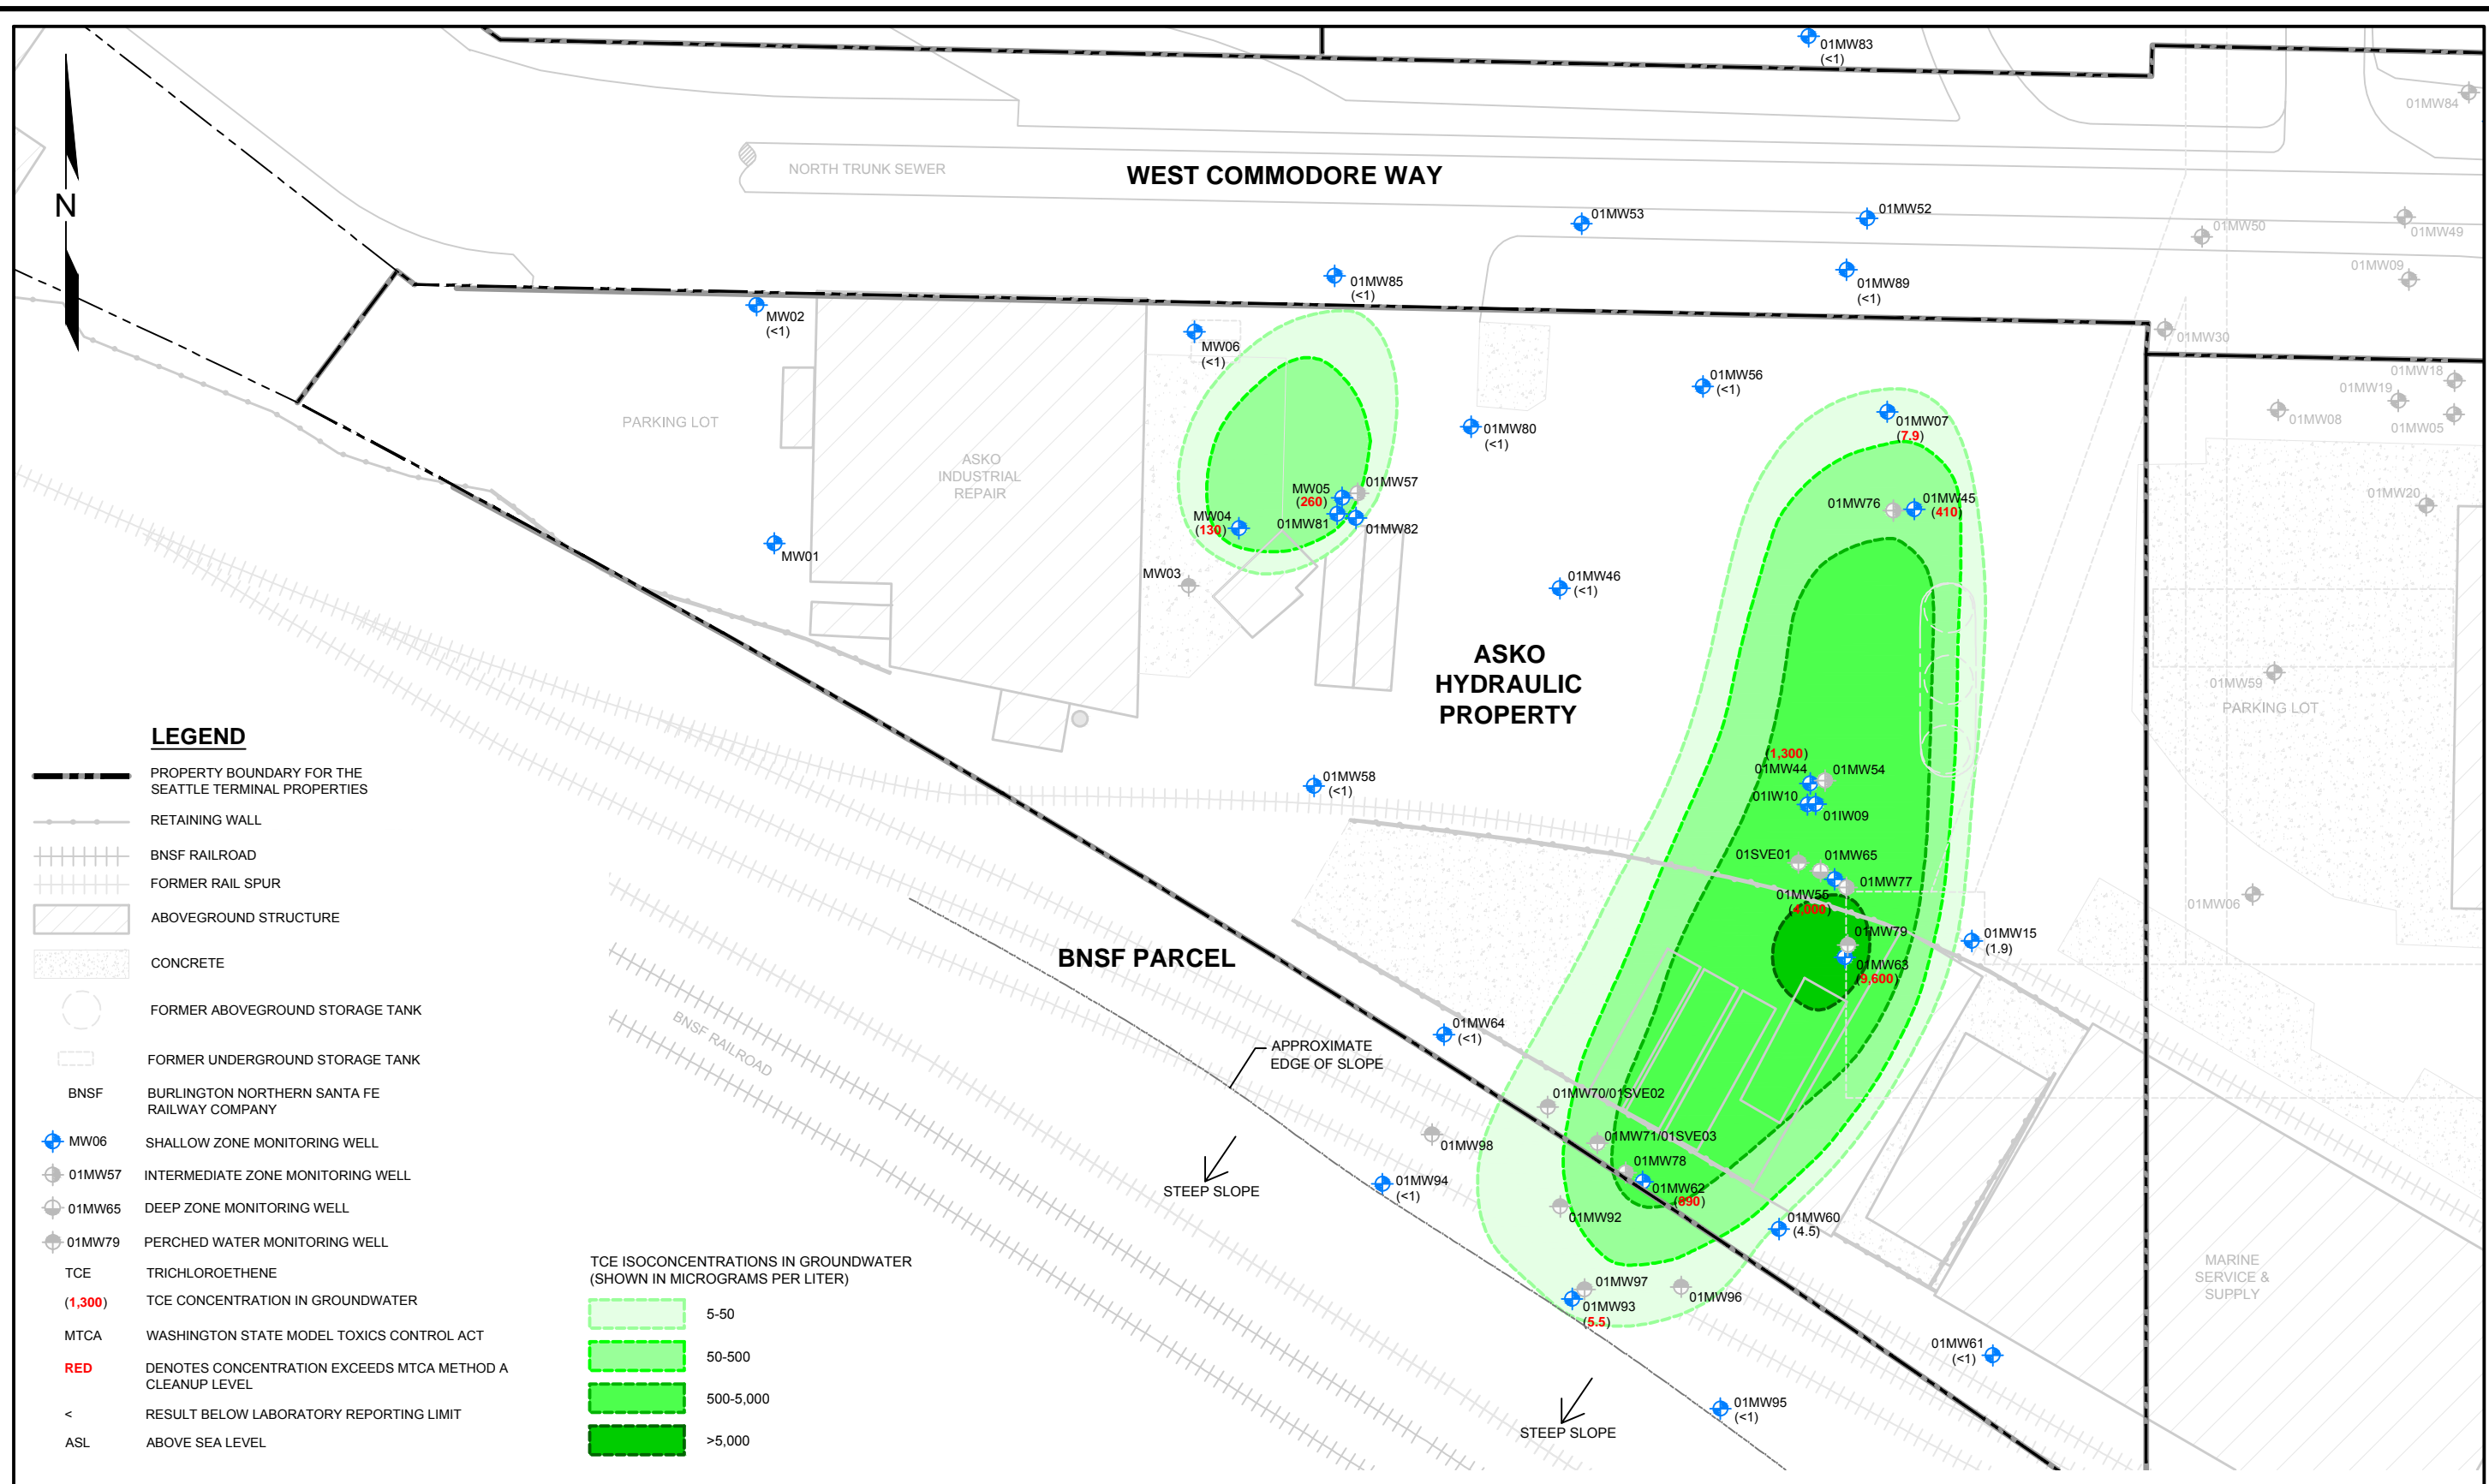 01MW83
(<1)
01MW84
NORTH TRUNK SEWER
WEST COMMODORE WAY
N
01MW53
01MW52
01MW50
01MW49
01MW09
01MW85
(<1)
01MW89
(<1)
MW02
(<1)
MW06
(<1)
01MW30
01MW56
(<1)
01MW18
01MW19
01MW08
01MW05
PARKING LOT
01MW80
(<1)
01MW07
(7.9)
ASKO
INDUSTRIAL
REPAIR
01MW57
MW05
(260)
MW04
(130)
01MW81
01MW82
01MW76
01MW45
(410)
01MW20
MW01
MW03
01MW46
(<1)
ASKO
HYDRAULIC
PROPERTY
01MW59
PARKING LOT
(1,300)
01MW44
01MW54
01IW10
01IW09
01MW58
(<1)
01SVE01
01MW65
01MW77
01MW55
(4,000)
01MW06
01MW79
01MW63
(9,600)
01MW15
(1.9)
BNSF PARCEL
BNSF RAILROAD
01MW64
(<1)
APPROXIMATE
EDGE OF SLOPE
01MW70/01SVE02
01MW98
01MW71/01SVE03
01MW78
01MW62
(890)
01MW94
(<1)
STEEP SLOPE
01MW92
01MW60
(4.5)
01MW97
01MW93
(5.5)
01MW96
MARINE
SERVICE &
SUPPLY
01MW61
(<1)
01MW95
(<1)
STEEP SLOPE
LEGEND
PROPERTY BOUNDARY FOR THE
SEATTLE TERMINAL PROPERTIES
RETAINING WALL
BNSF RAILROAD
FORMER RAIL SPUR
ABOVEGROUND STRUCTURE
CONCRETE
FORMER ABOVEGROUND STORAGE TANK
FORMER UNDERGROUND STORAGE TANK
BNSF BURLINGTON NORTHERN SANTA FE
RAILWAY COMPANY
MW06 SHALLOW ZONE MONITORING WELL
01MW57 INTERMEDIATE ZONE MONITORING WELL
01MW65 DEEP ZONE MONITORING WELL
01MW79 PERCHED WATER MONITORING WELL
TCE TRICHLOROETHENE
(1,300) TCE CONCENTRATION IN GROUNDWATER
MTCA WASHINGTON STATE MODEL TOXICS CONTROL ACT
RED DENOTES CONCENTRATION EXCEEDS MTCA METHOD A
CLEANUP LEVEL
< RESULT BELOW LABORATORY REPORTING LIMIT
ASL ABOVE SEA LEVEL
TCE ISOCONCENTRATIONS IN GROUNDWATER
(SHOWN IN MICROGRAMS PER LITER)
5-50
50-500
500-5,000
>5,000